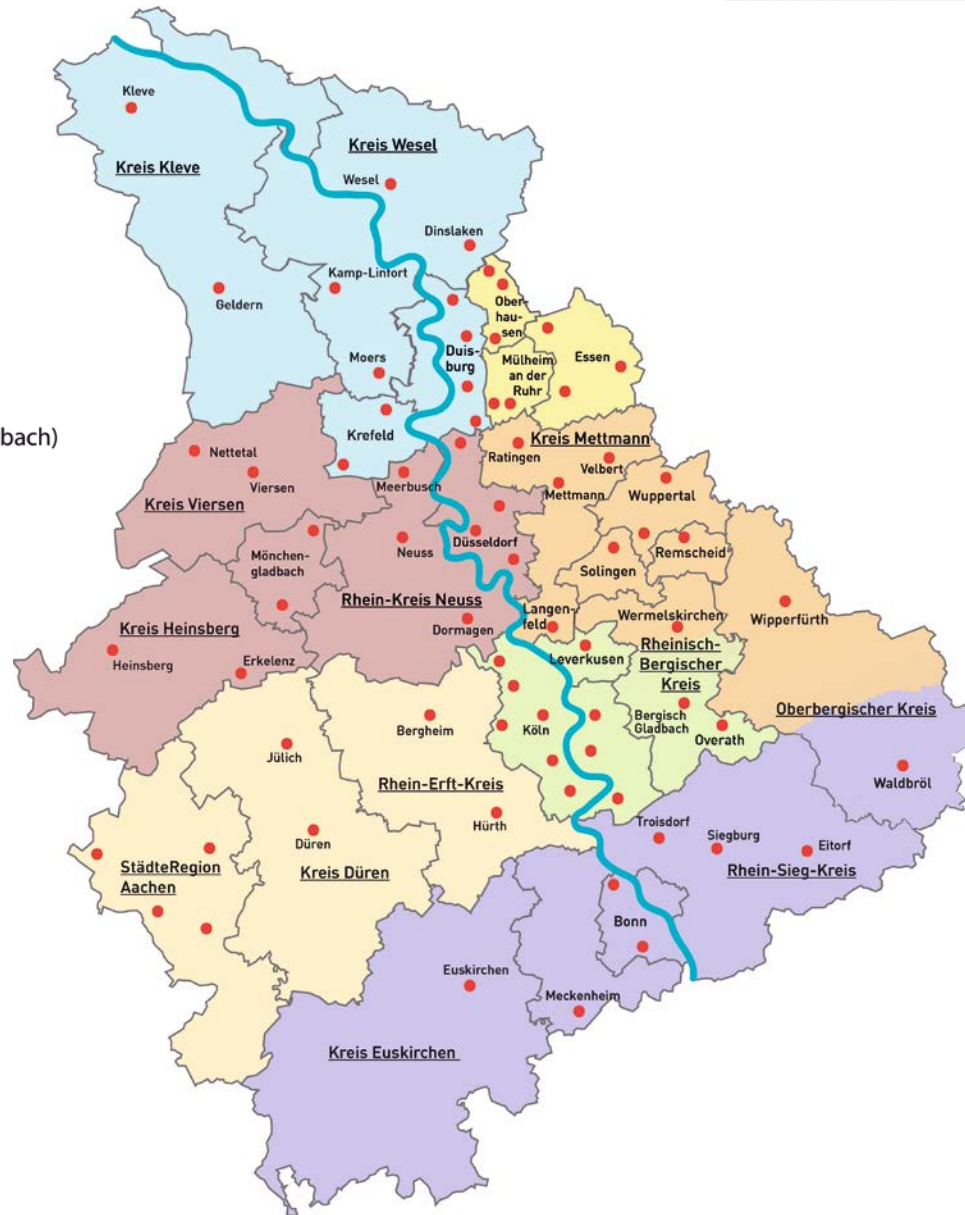 Kleve
Kreis Kleve
Kreis Wesel
Wesel
Dinslaken
Kamp-Linfort
Geldern
Ober-
hau-
sen
Duis-
burg
Mülheim
an der
Ruhr
Essen
Moers
Krefeld
bach)
Nettetal
Viersen
Kreis Viersen
Meerbusch
Kreis Mettmann
Ratingen
Velbert
Mettmann
Wuppertal
Mönchen-
gladbach
Neuss
Düsseldorf
Remscheid
Solingen
Rhein-Kreis Neuss
Dormagen
Langen-
feld
Wermelskirchen
Wipperfürth
Kreis Heinsberg
Heinsberg
Erkelenz
Leverkusen
Rheinisch-
Bergischer
Kreis
Oberbergischer Kreis
Bergheim
Köln
Bergisch
Gladbach
Overath
Jülich
Rhein-Erft-Kreis
Waldbröl
Hürth
Troisdorf
Siegburg
Eitorf
Düren
StädteRegion
Aachen
Kreis Düren
Rhein-Sieg-Kreis
Bonn
Euskirchen
Meckenheim
Kreis Euskirchen